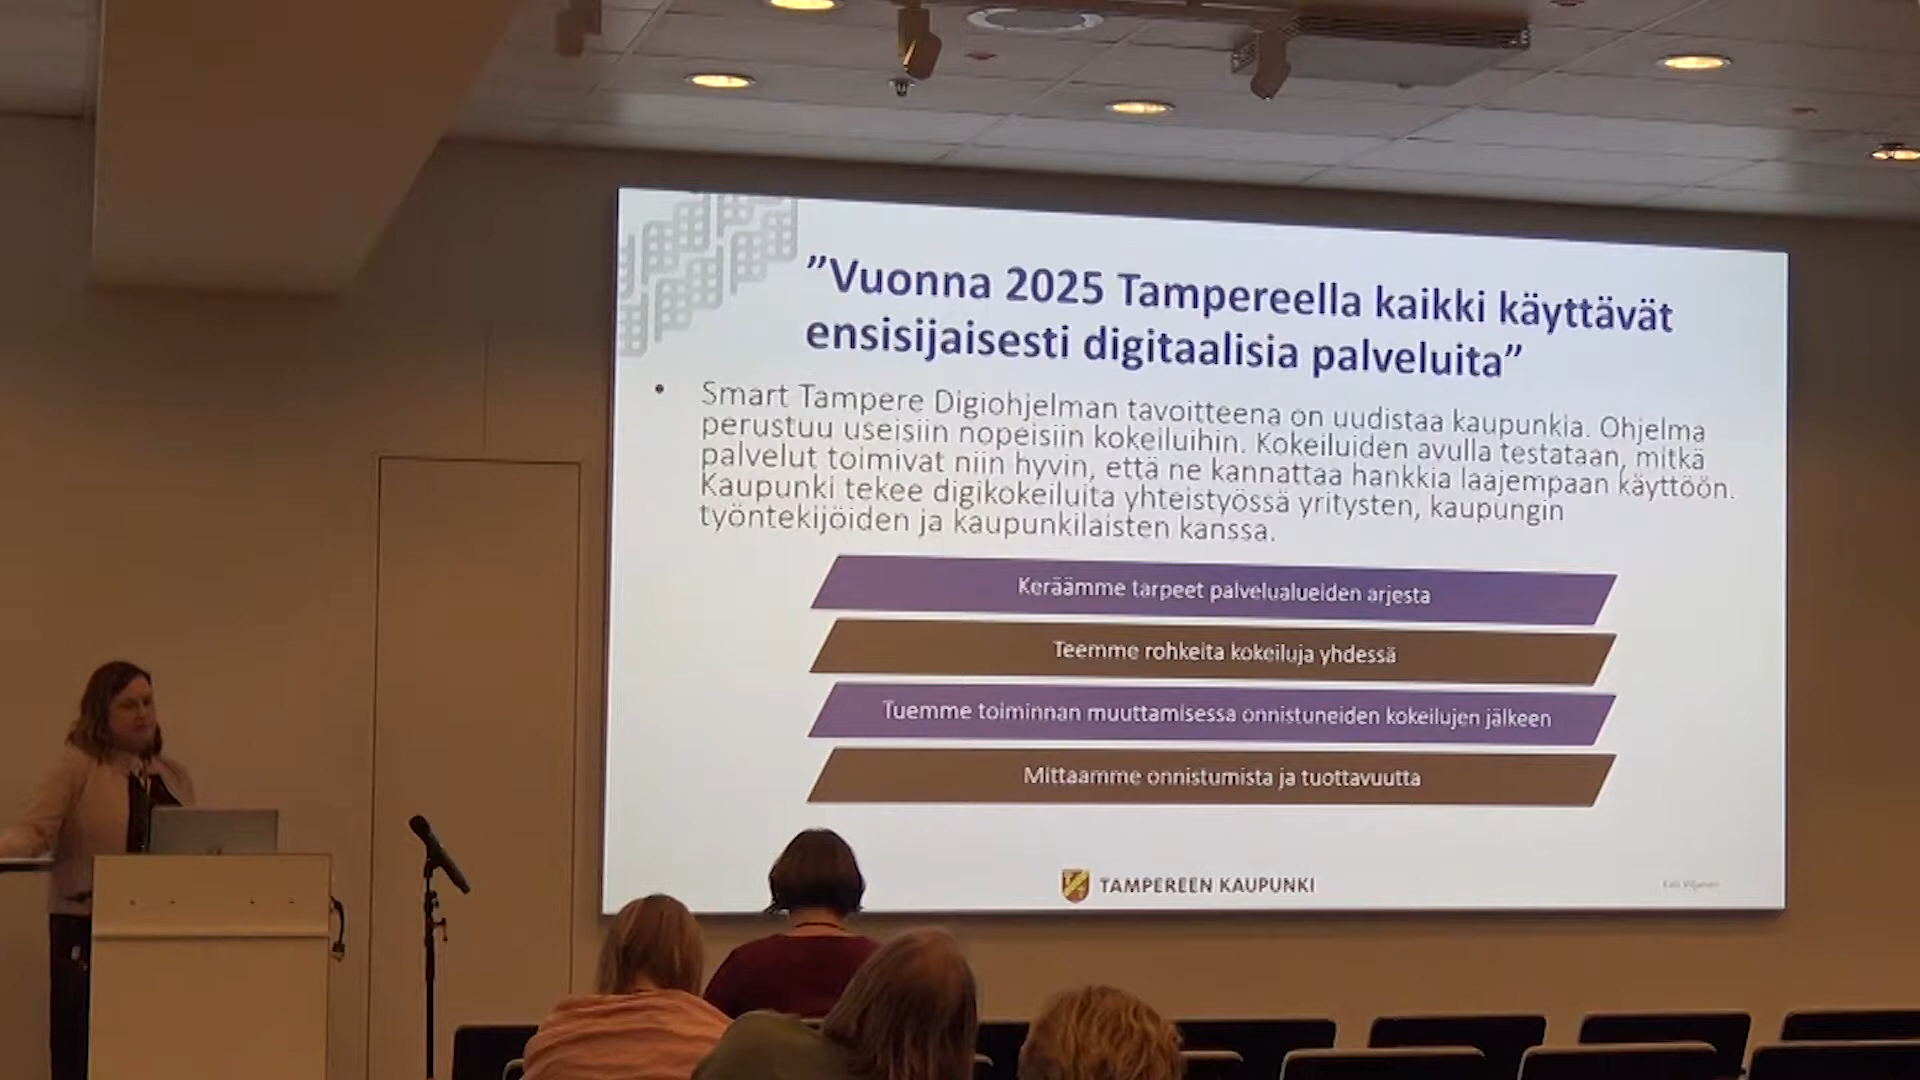 ”Vuonna 2025 Tampereella kaikki käyttävät
ensisijaisesti digitaalisia palveluita”
• Smart Tampere Digiohjelman tavoitteena on uudistaa kaupunkia. Ohjelma
perustuu useisiin nopeisiin kokeiluihin. Kokeiluiden avulla testataan, mitkä
palvelut toimivat niin hyvin, että ne kannattaa hankkia laajempaan käyttöön.
Kaupunki tekee digikokeiluita yhteistyössä yritysten, kaupungin
työntekijöiden ja kaupunkilaisten kanssa.
Keräämme tarpeet palvelualueiden arjesta
Teemme rohkeita kokeiluja yhdessä
Tuemme toiminnan muuttamisessa onnistuneiden kokeilujen jälkeen
Mittaamme onnistumista ja tuottavuutta
TAMPEREEN KAUPUNKI